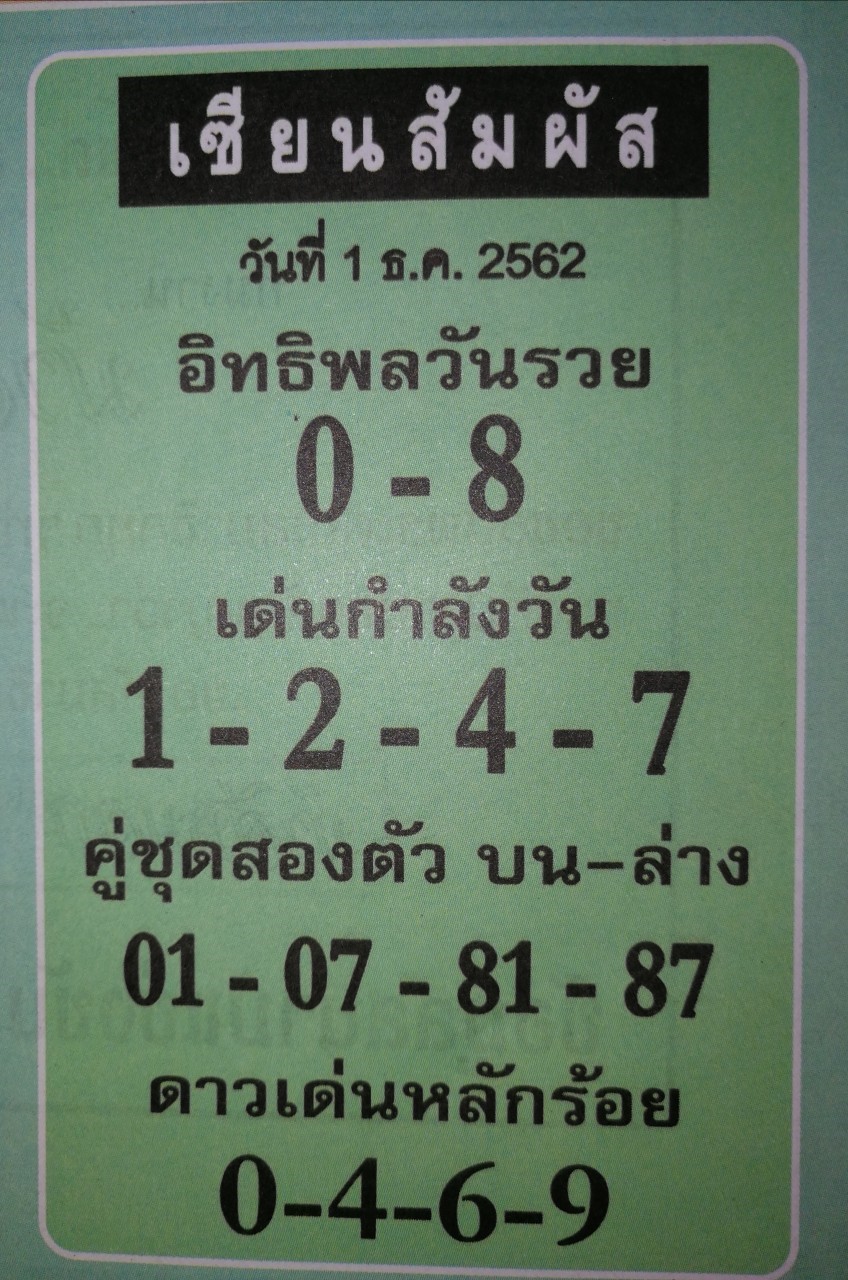 เซียนสัมผัส
วันที่ 1 ธ.ค. 2562
อิทธิพลวันรวย
0 - 8
เด่นกำลังวัน
1 - 2 - 4 - 7
คู่ชุดสองตัว บน-ล่าง
01 - 07 - 81 - 87
ดาวเด่นหลักร้อย
0-4-6-9